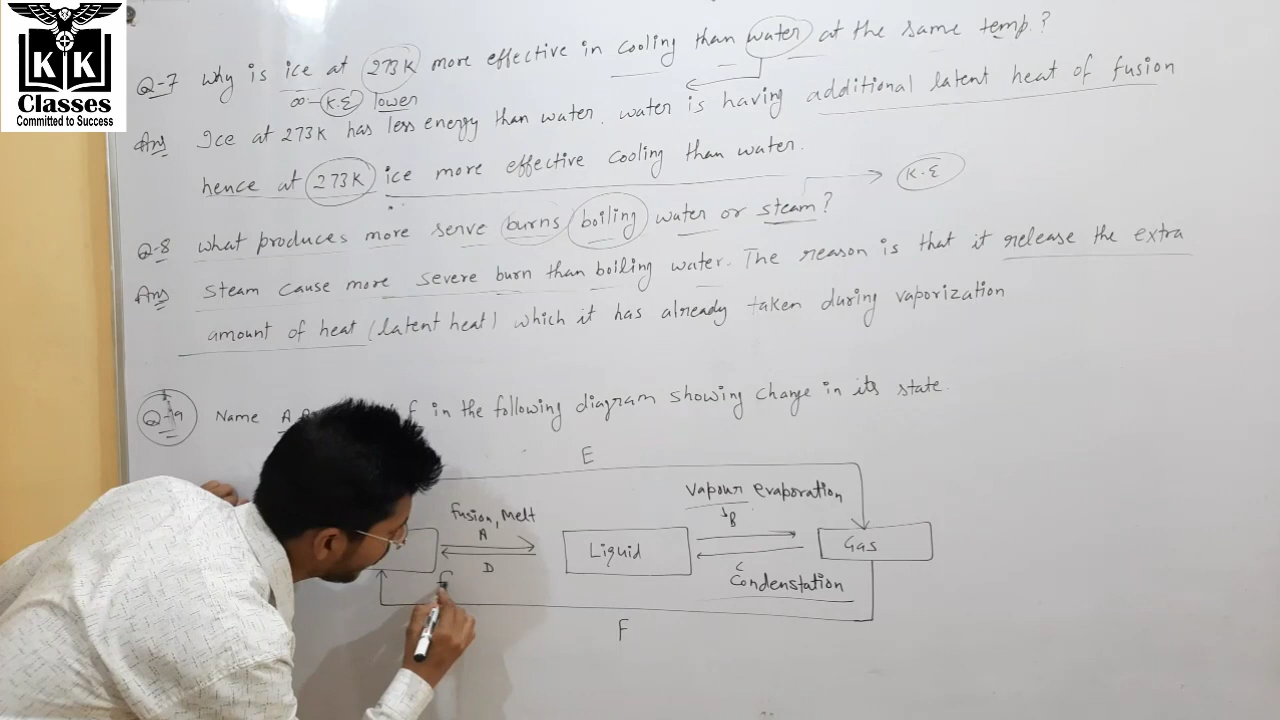 KK
Classes
Committed to Success
Q-7 Why is ice at 273K more effective in cooling than water at the same temp.?
K.E lower
Ans Ice at 273K has less energy than water. water is having additional latent heat of fusion
hence at 273K ice more effective cooling than water.
K.E
Q-8 what produces more serve burns boiling water or steam?
Ans Steam cause more severe burn than boiling water. The reason is that it release the extra
amount of heat (latent heat) which it has already taken during vaporization
Q-9 Name A f in the following diagram showing change in its state.
E
Vapour evaporation
fusion, Melt
B
A
Liquid
Gas
D
C
Condenstation
F